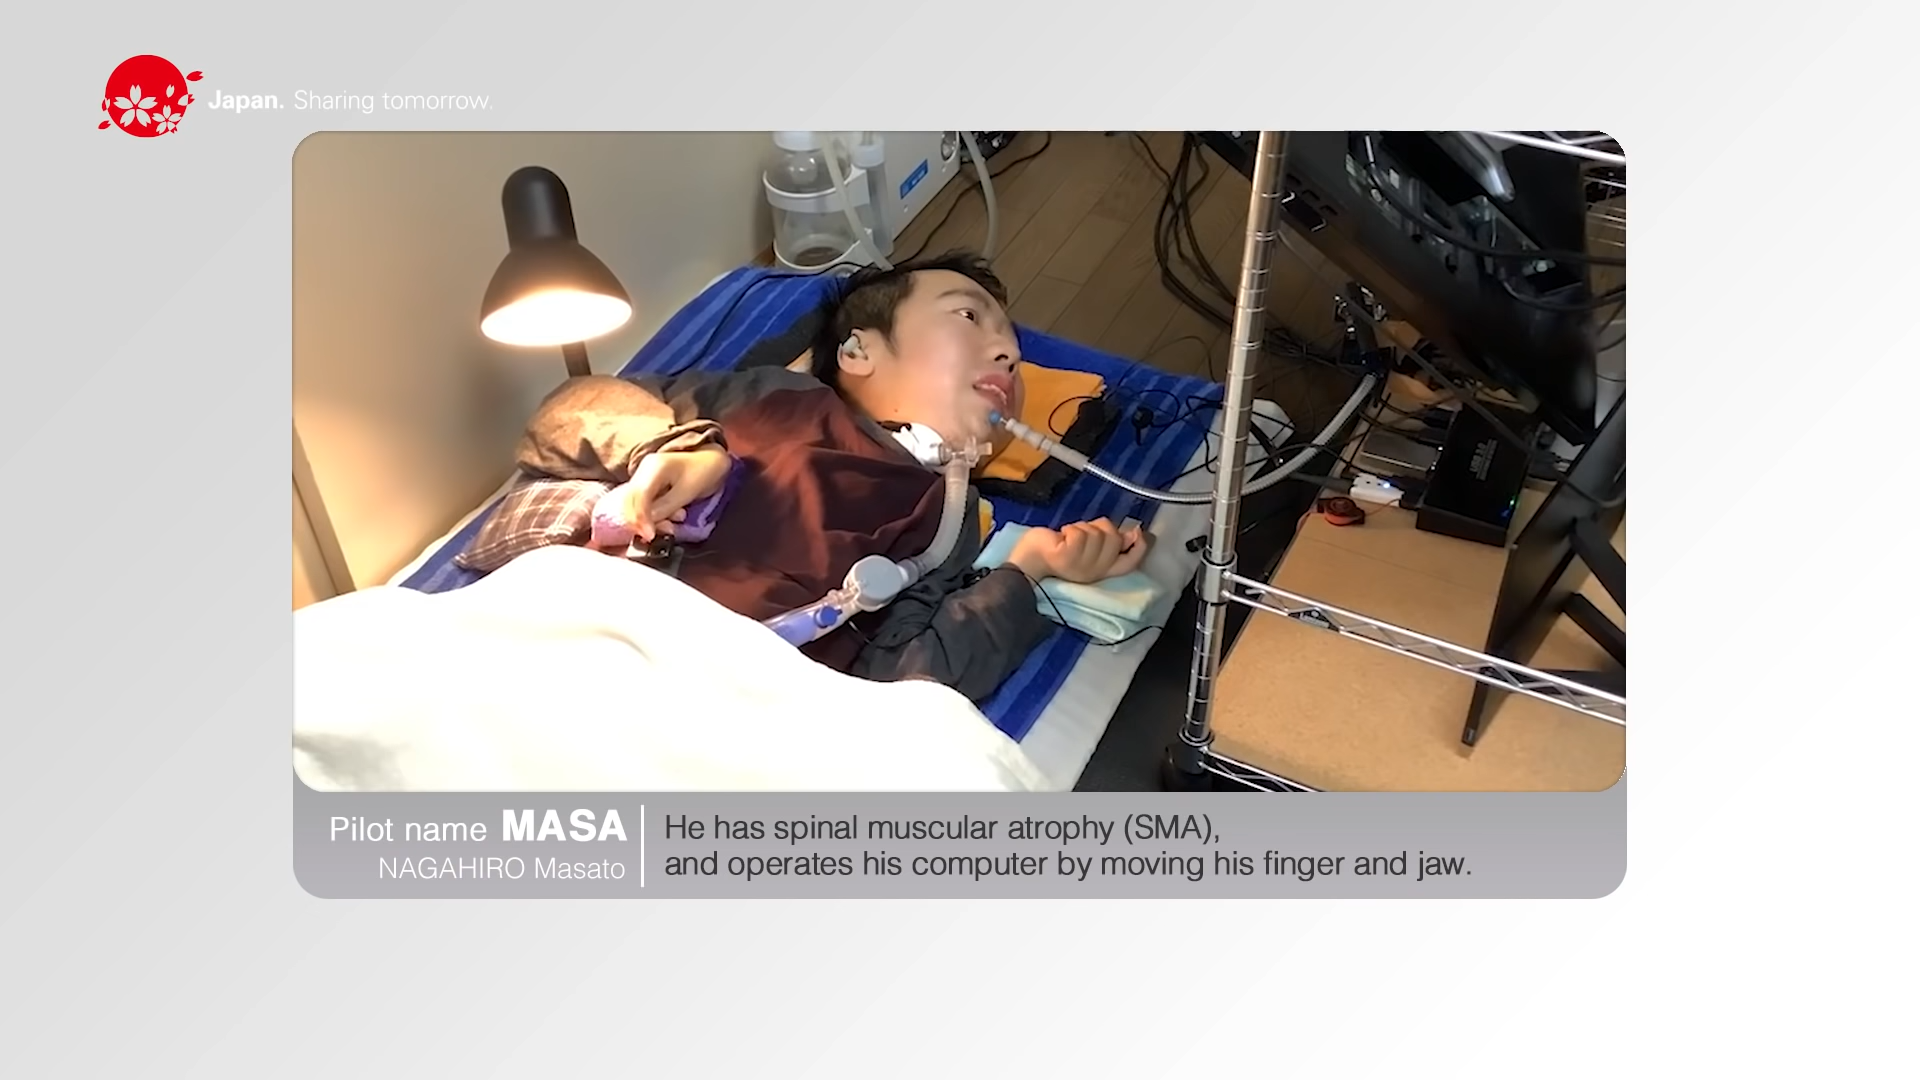 Japan. Sharing tomorrow.
Pilot name MASA
NAGAHIRO Masato
He has spinal muscular atrophy (SMA),
and operates his computer by moving his finger and jaw.